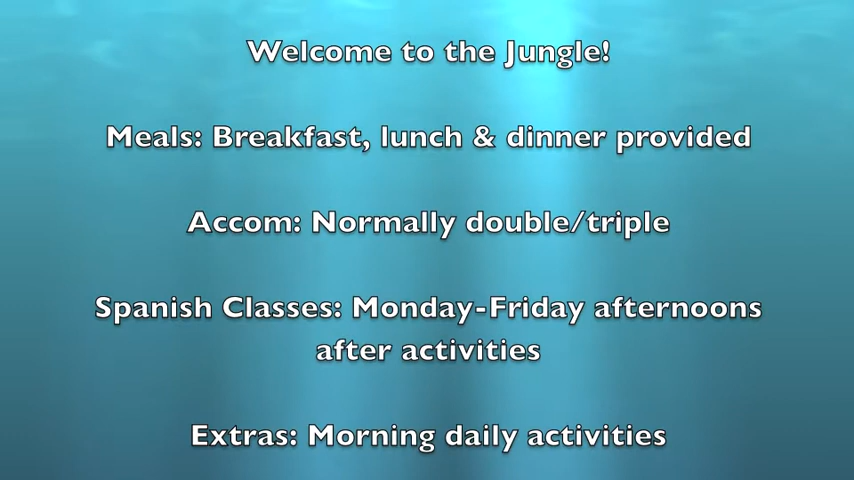 Welcome to the Jungle!
Meals: Breakfast, lunch & dinner provided
Accom: Normally double/triple
Spanish Classes: Monday-Friday afternoons
after activities
Extras: Morning daily activities